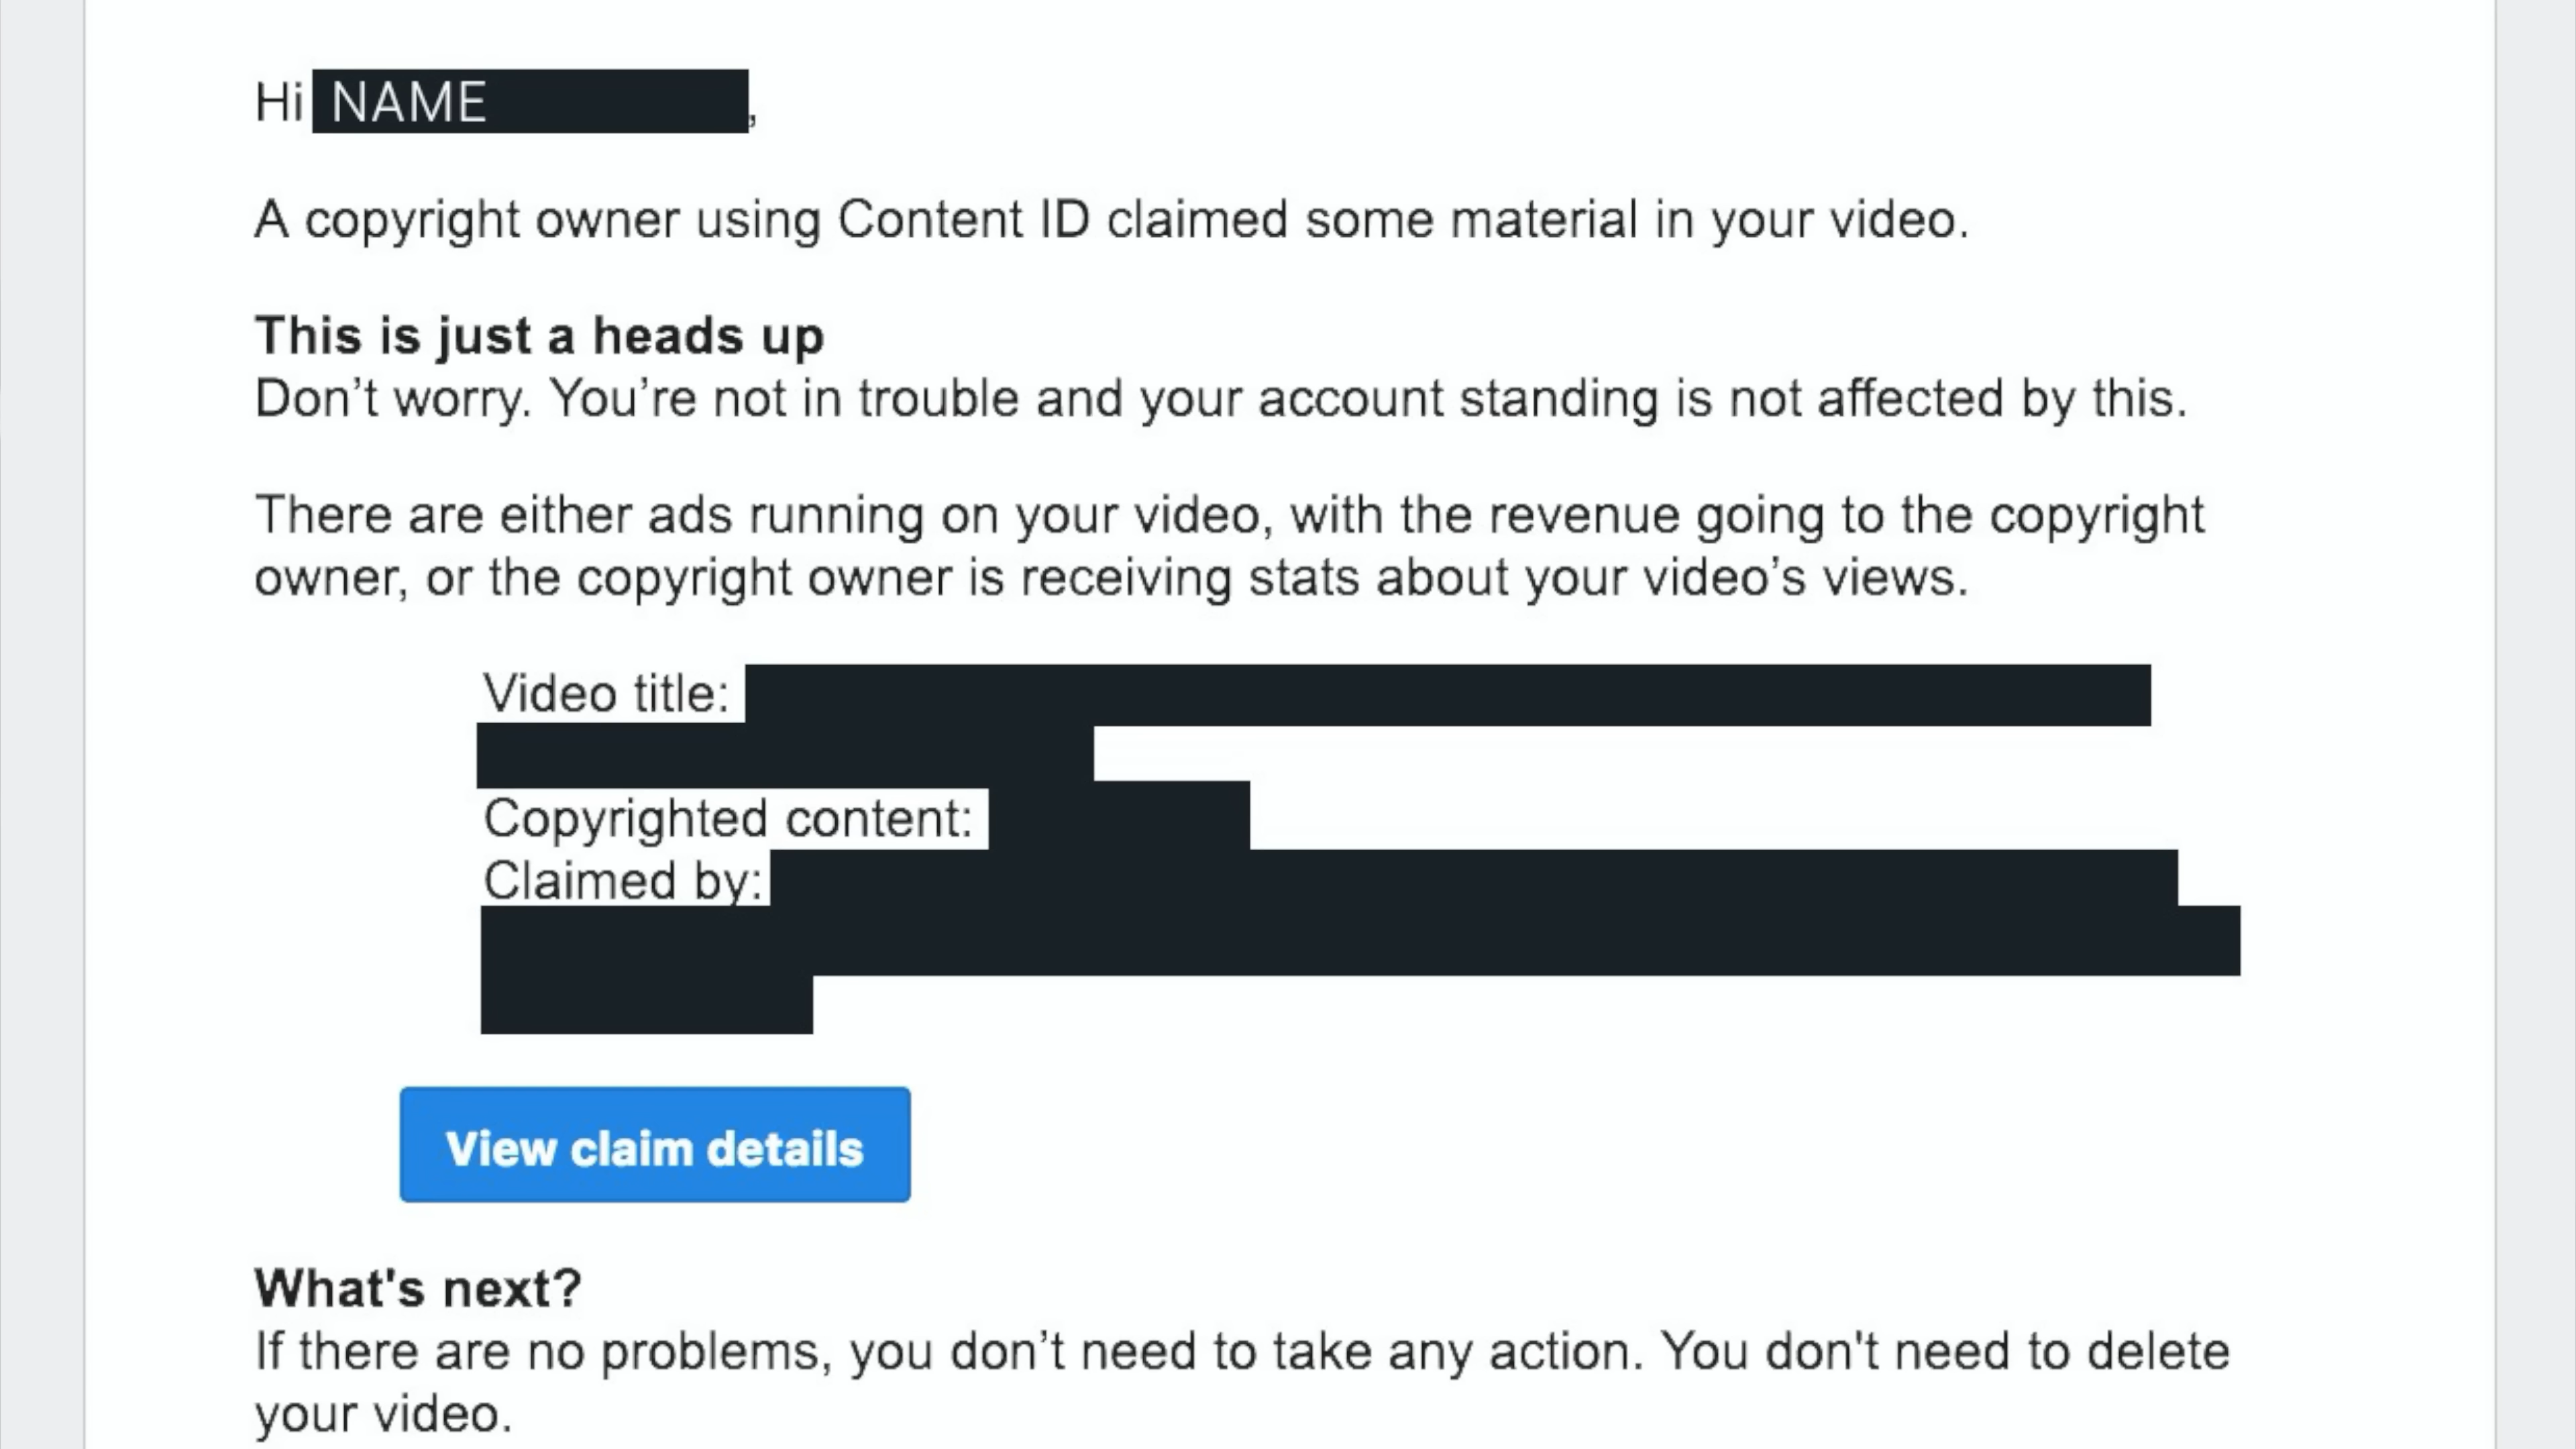 Hi NAME ,
A copyright owner using Content ID claimed some material in your video.
This is just a heads up
Don’t worry. You’re not in trouble and your account standing is not affected by this.
There are either ads running on your video, with the revenue going to the copyright
owner, or the copyright owner is receiving stats about your video’s views.
Video title:
Copyrighted content:
Claimed by:
View claim details
What's next?
If there are no problems, you don’t need to take any action. You don't need to delete
your video.